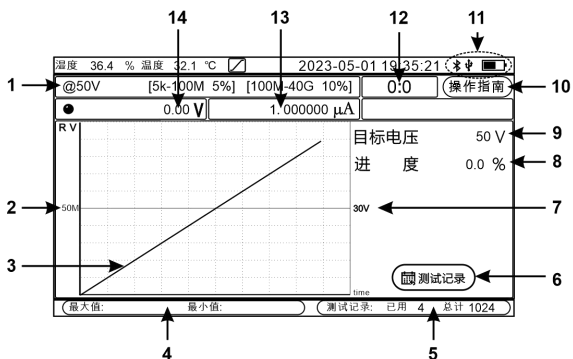 14 13 12 11
温度 36.4 % 温度 32.1 ℃ 2023-05-01 19:35:21
1 @50V [5k-100M 5%] [100M-40G 10%] 0:0 操作指南 10
0.00 V 1.000000 μA
R V
目标电压 50 V 9
进 度 0.0 % 8
2 50M 30V 7
3
测试记录 6
time
最大值: 最小值: 测试记录: 已用 4 总计 1024
4 5